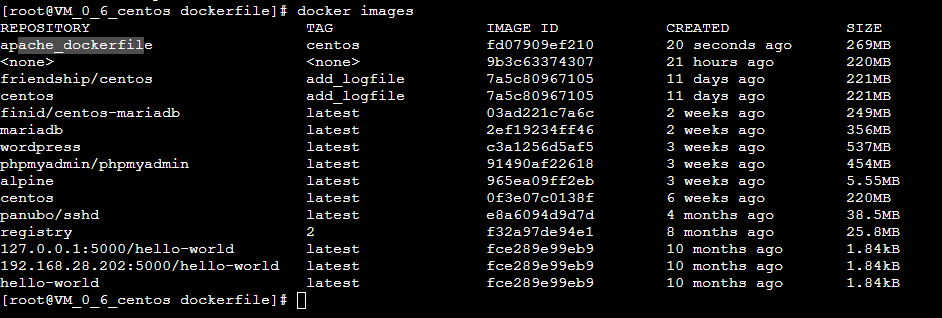 [root@VM_0_6_centos dockerfile]# docker images
REPOSITORY TAG IMAGE ID CREATED SIZE
apache_dockerfile centos fd07909ef210 20 seconds ago 269MB
<none> <none> 9b3c63374307 21 hours ago 220MB
friendship/centos add_logfile 7a5c80967105 11 days ago 221MB
centos add_logfile 7a5c80967105 11 days ago 221MB
finid/centos-mariadb latest 03ad221c7a6c 2 weeks ago 249MB
mariadb latest 2ef19234ff46 2 weeks ago 356MB
wordpress latest c3a1256d5af5 3 weeks ago 537MB
phpmyadmin/phpmyadmin latest 91490af22618 3 weeks ago 454MB
alpine latest 965ea09ff2eb 3 weeks ago 5.55MB
centos latest 0f3e07c0138f 6 weeks ago 220MB
panubo/sshd latest e8a6094d9d7d 4 months ago 38.5MB
registry 2 f32a97de94e1 8 months ago 25.8MB
127.0.0.1:5000/hello-world latest fce289e99eb9 10 months ago 1.84kB
192.168.28.202:5000/hello-world latest fce289e99eb9 10 months ago 1.84kB
hello-world latest fce289e99eb9 10 months ago 1.84kB
[root@VM_0_6_centos dockerfile]#